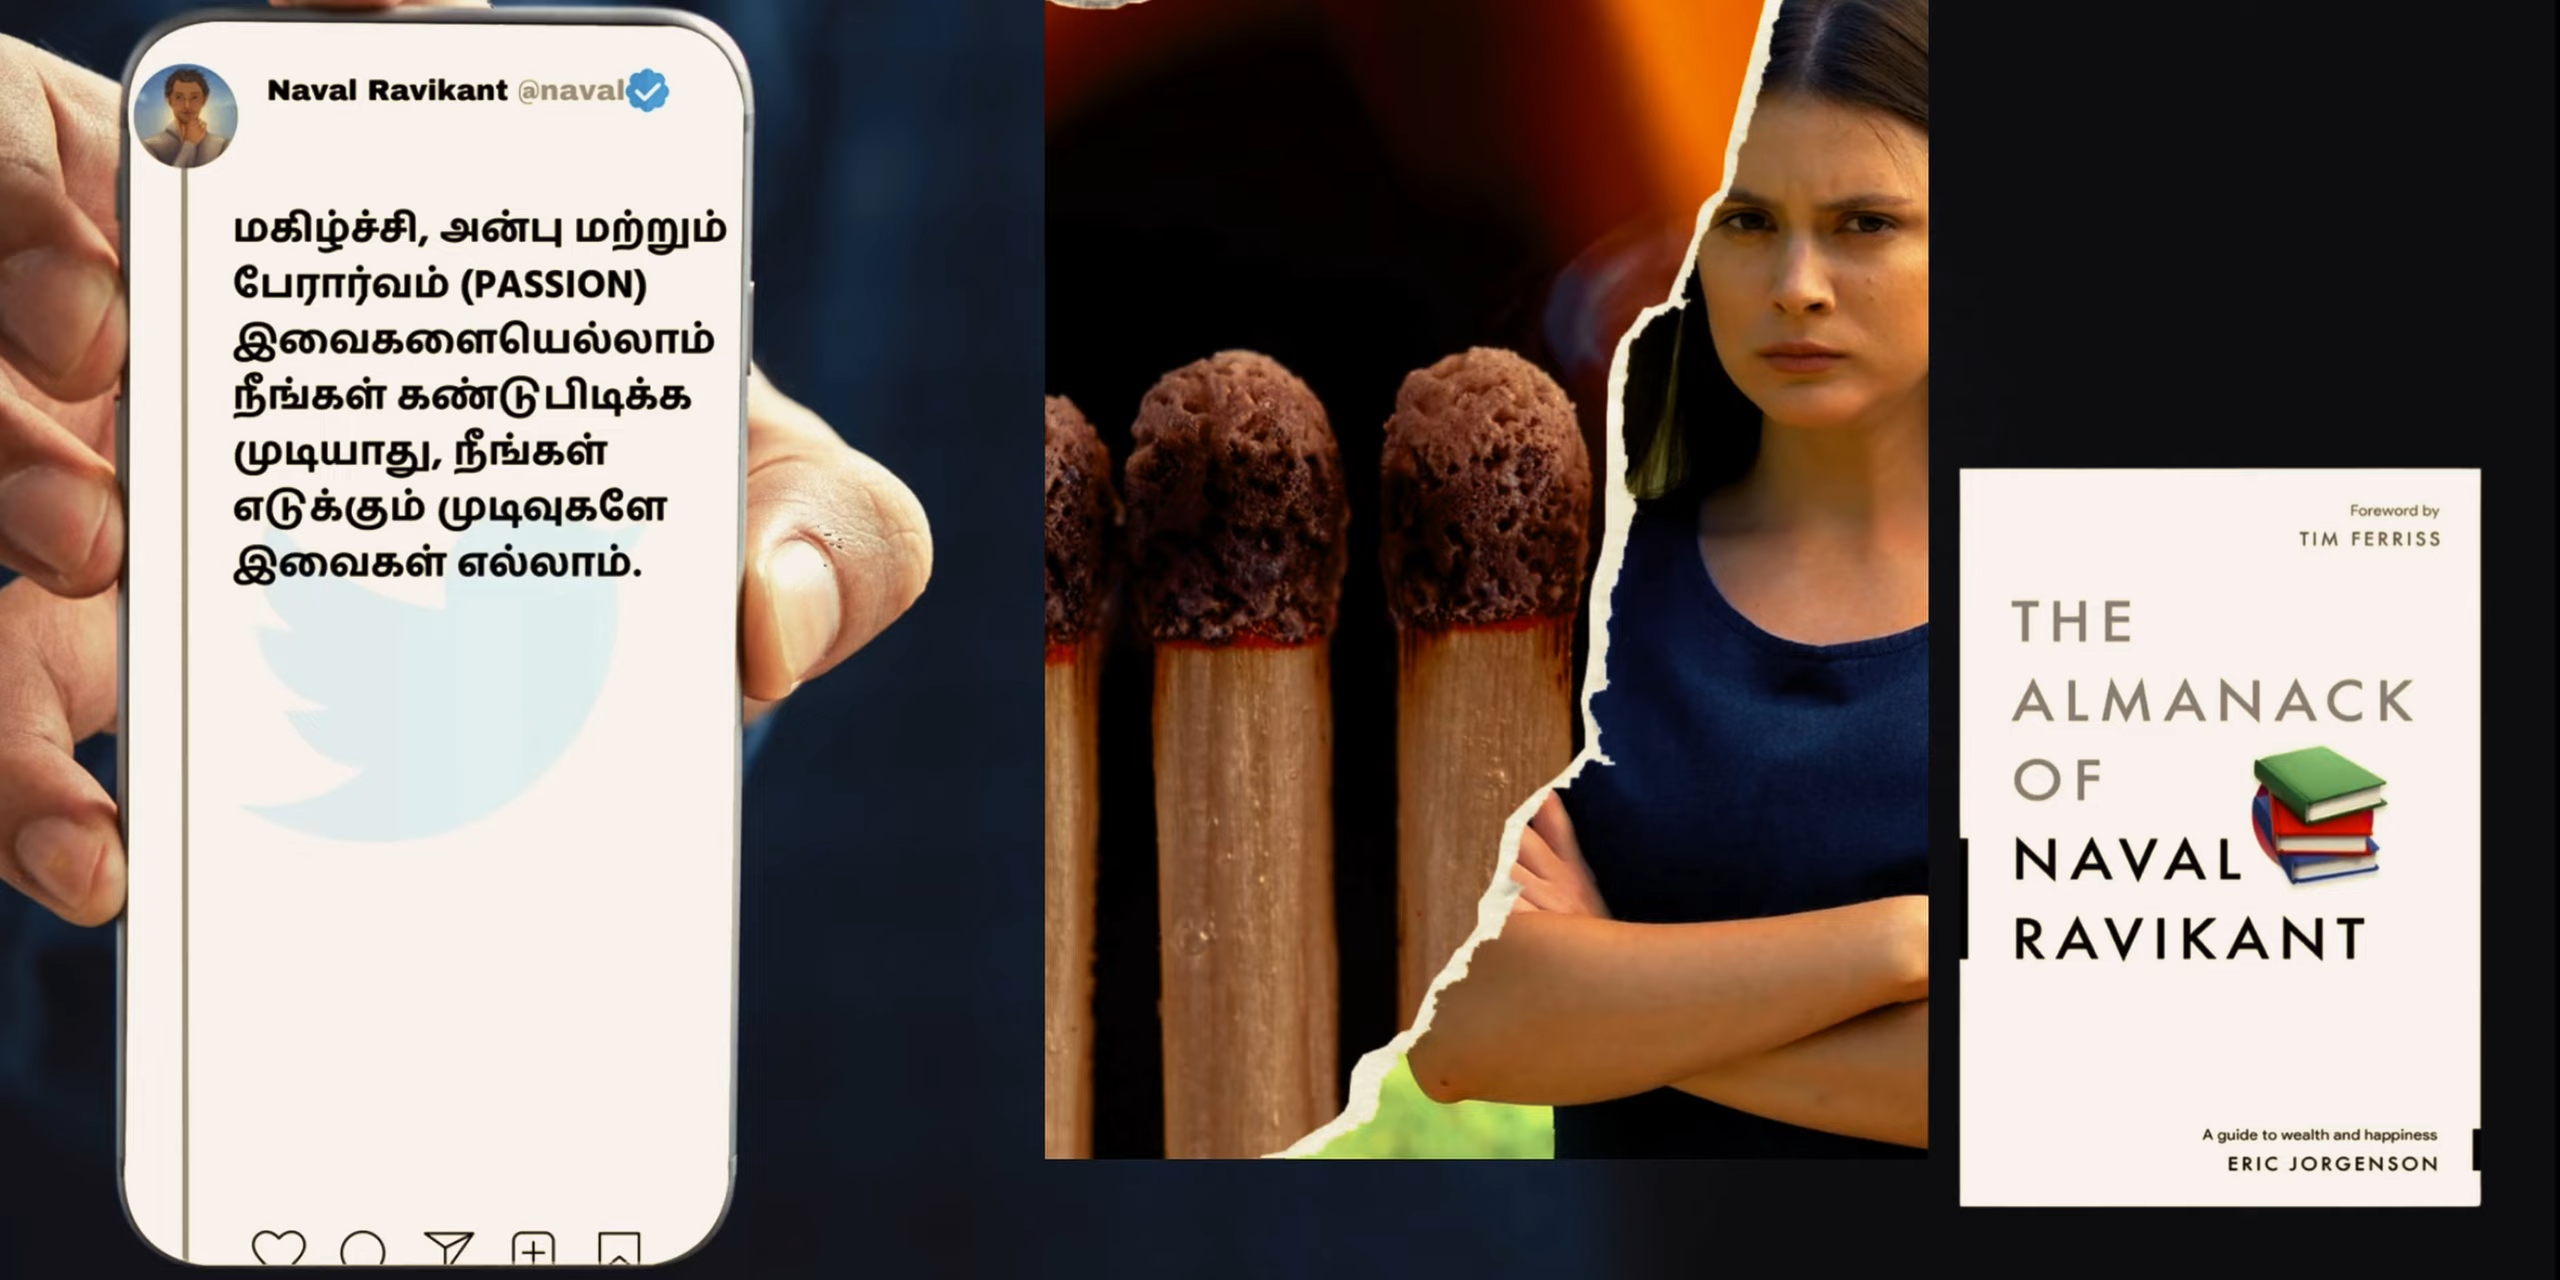 Naval Ravikant @naval
மகிழ்ச்சி, அன்பு மற்றும்
பேரார்வம் (PASSION)
இவைகளையெல்லாம்
நீங்கள் கண்டுபிடிக்க
முடியாது, நீங்கள்
எடுக்கும் முடிவுகளே
இவைகள் எல்லாம்.
Foreword by
TIM FERRISS
THE
ALMANACK
OF
NAVAL
RAVIKANT
A guide to wealth and happiness
ERIC JORGENSON